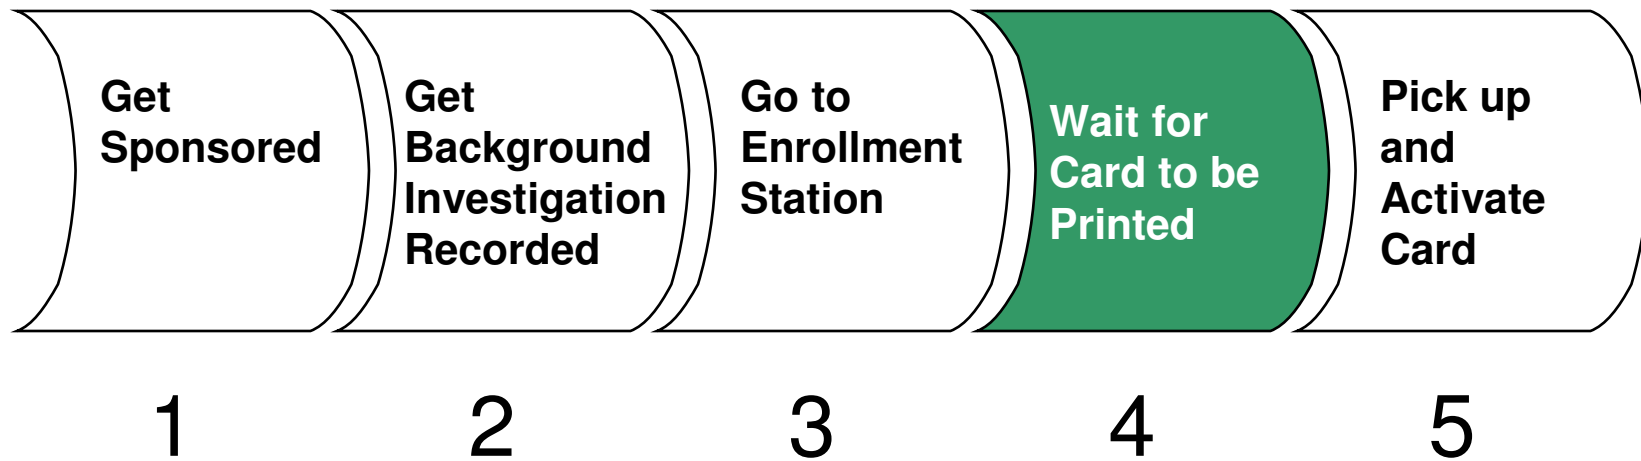 Get
Sponsored
Get
Background
Investigation
Recorded
Go to
Enrollment
Station
Wait for
Card to be
Printed
Pick up
and
Activate
Card
1
2
3
4
5